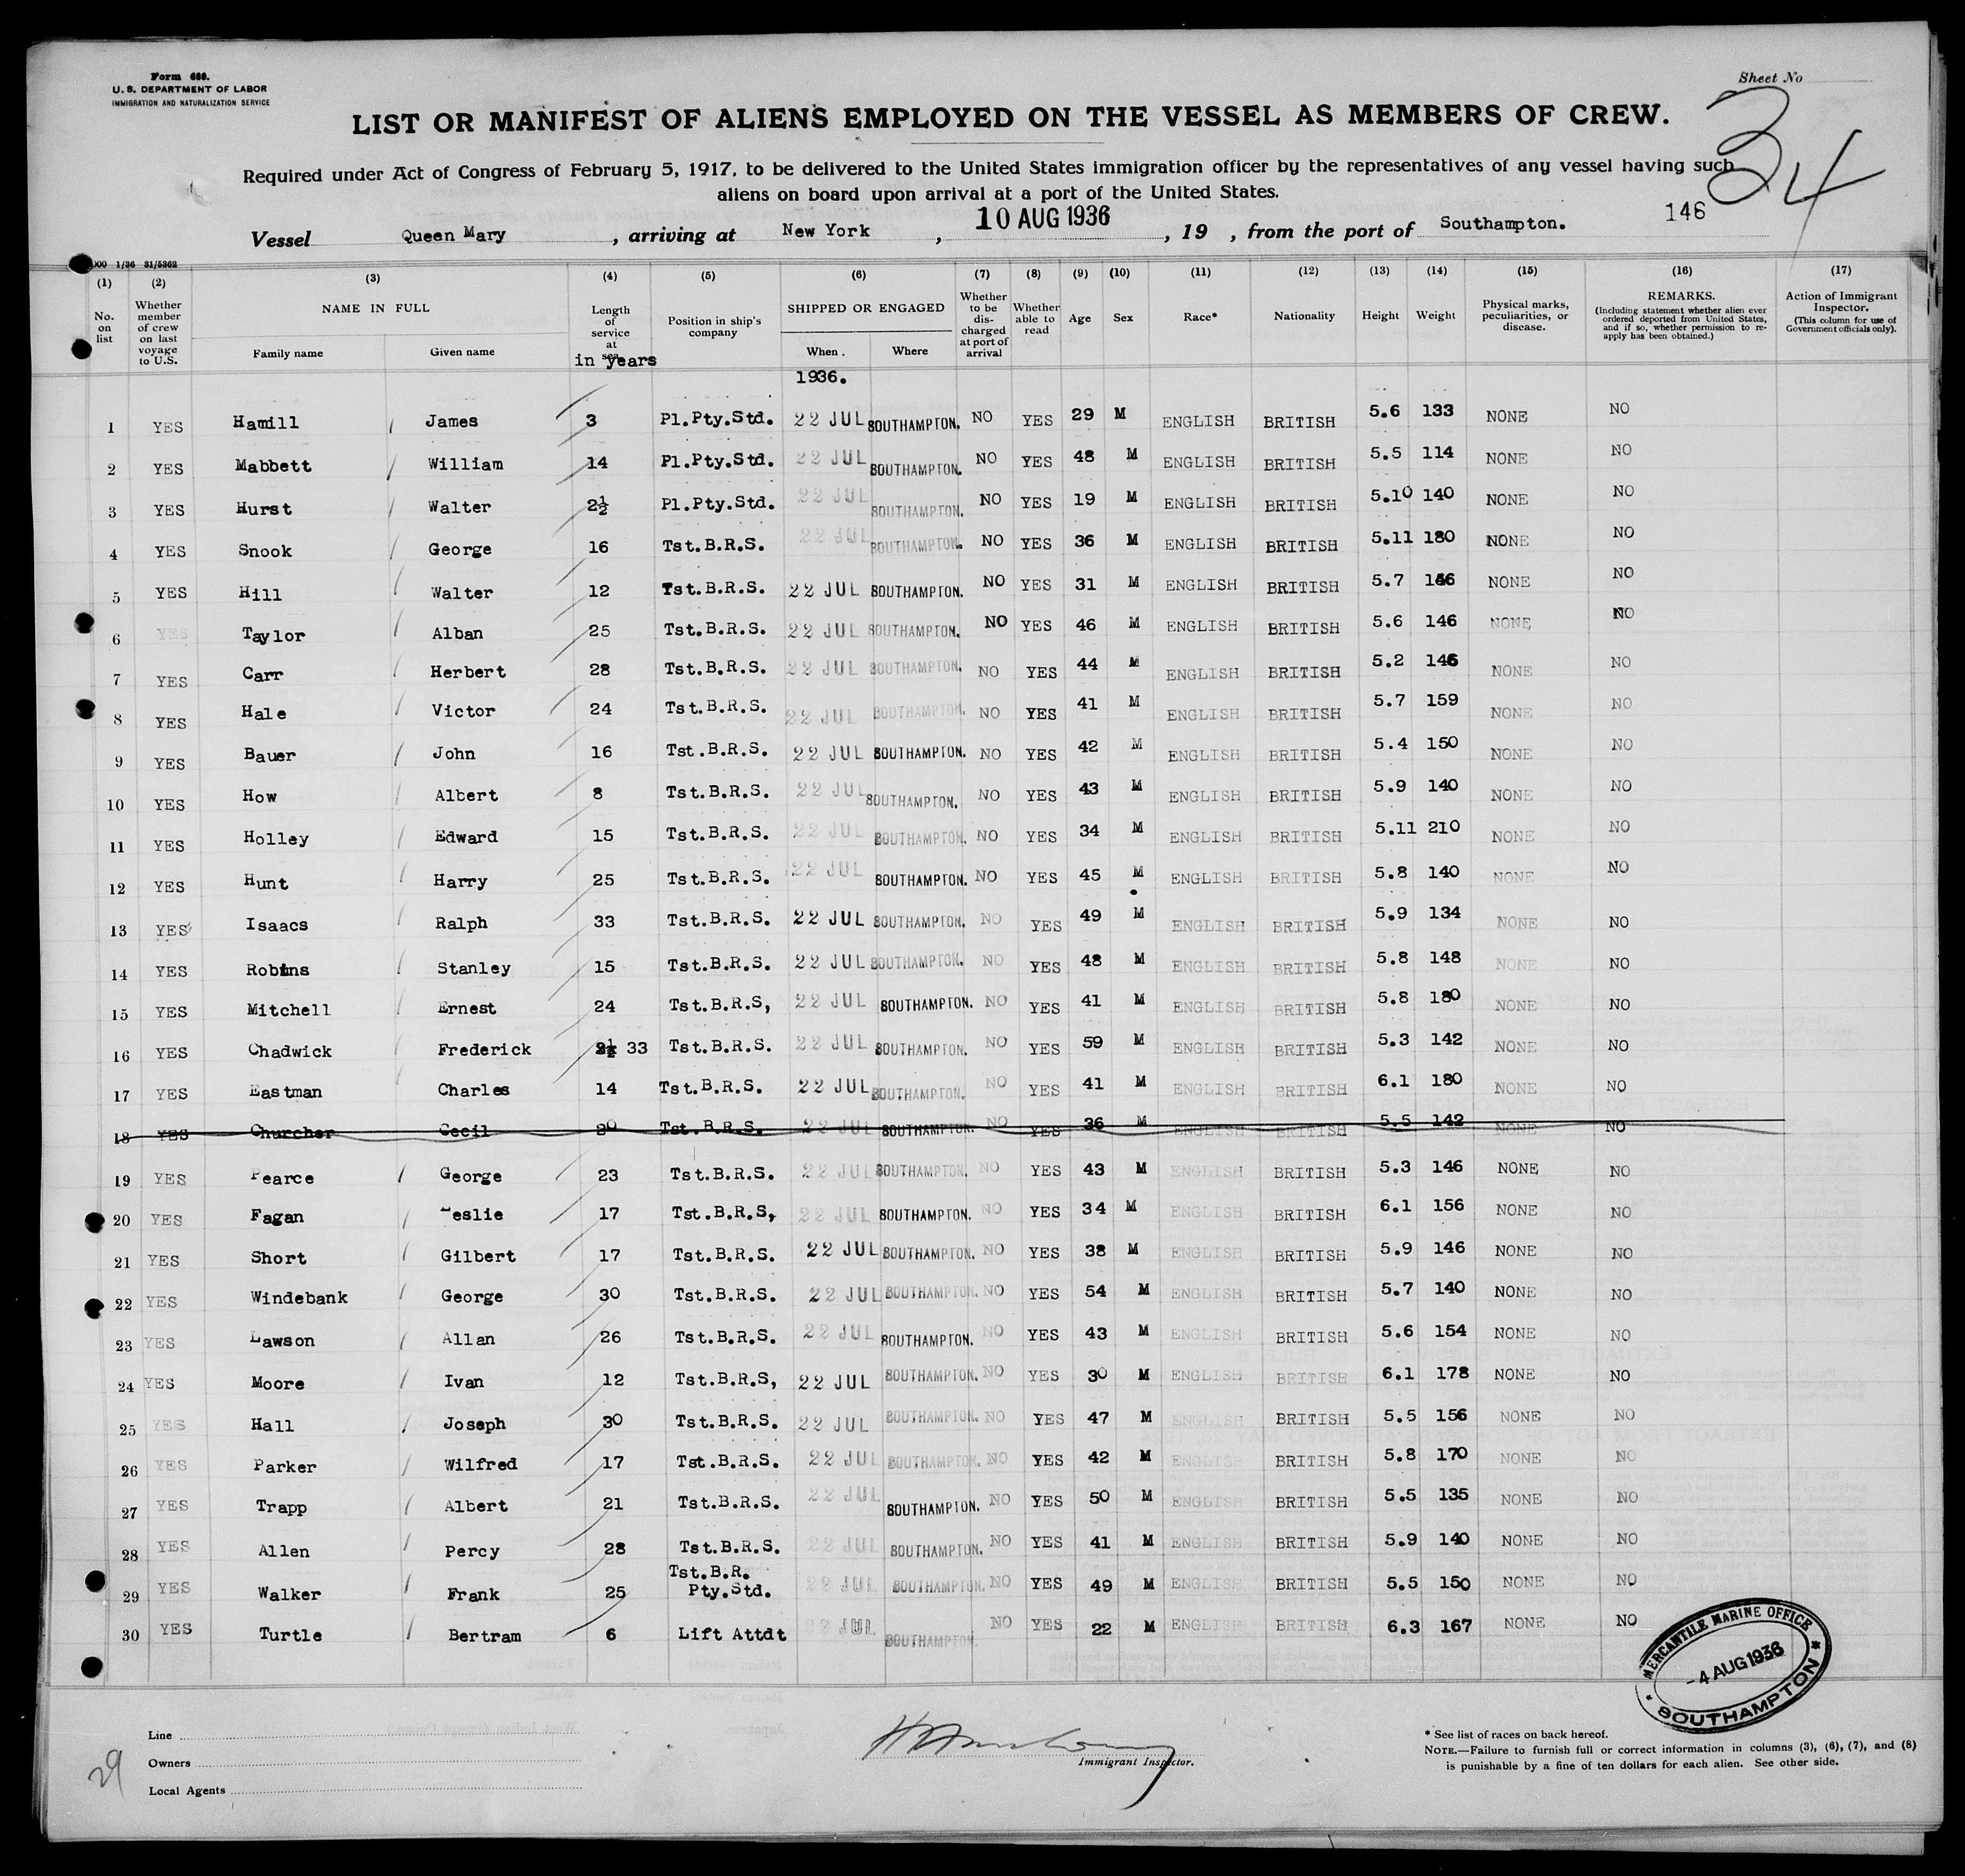 Form 680.
U. S. DEPARTMENT OF LABOR
IMMIGRATION AND NATURALIZATION SERVICE
Sheet No
34
LIST OR MANIFEST OF ALIENS EMPLOYED ON THE VESSEL AS MEMBERS OF CREW.
Required under Act of Congress of February 5, 1917, to be delivered to the United States immigration officer by the representatives of any vessel having such
aliens on board upon arrival at a port of the United States.
146
Vessel Queen Mary , arriving at New York , 10 AUG 1936 , 19 , from the port of Southampton.
1/36 31/5362
(1) (2) (3) (4) (5) (6) (7) (8) (9) (10) (11) (12) (13) (14) (15) (16) (17)
No. on list
Whether member of crew on last voyage to U.S.
NAME IN FULL
Family name
Given name
Length of service at sea
in years
Position in ship's company
SHIPPED OR ENGAGED
When .
Where
Whether to be discharged at port of arrival
Whether able to read
Age
Sex
Race*
Nationality
Height
Weight
Physical marks, peculiarities, or disease.
REMARKS.
(Including statement whether alien ever ordered deported from United States, and if so, whether permission to re-apply has been obtained.)
Action of Immigrant Inspector.
(This column for use of Government officials only).
1936.
1 YES Hamill James 3 Pl.Pty.Std. 22 JUL SOUTHAMPTON. NO YES 29 M ENGLISH BRITISH 5.6 133 NONE NO
2 YES Mabbett William 14 Pl.Pty.Std. 22 JUL SOUTHAMPTON. NO YES 48 M ENGLISH BRITISH 5.5 114 NONE NO
3 YES Hurst Walter 2½ Pl.Pty.Std. 22 JUL SOUTHAMPTON. NO YES 19 M ENGLISH BRITISH 5.10 140 NONE NO
4 YES Snook George 16 Tst.B.R.S. 22 JUL SOUTHAMPTON. NO YES 36 M ENGLISH BRITISH 5.11 180 NONE NO
5 YES Hill Walter 12 Tst.B.R.S. 22 JUL SOUTHAMPTON. NO YES 31 M ENGLISH BRITISH 5.7 NONE NO
6 YES Taylor Alban 25 Tst.B.R.S. 22 JUL SOUTHAMPTON. NO YES 46 M ENGLISH BRITISH 5.6 146 NONE NO
7 YES Carr Herbert 28 Tst.B.R.S. 22 JUL SOUTHAMPTON. NO YES 44 M ENGLISH BRITISH 5.2 146 NONE NO
8 YES Hale Victor 24 Tst.B.R.S. 22 JUL SOUTHAMPTON. NO YES 41 M ENGLISH BRITISH 5.7 159 NONE NO
9 YES Bauer John 16 Tst.B.R.S. 22 JUL SOUTHAMPTON. NO YES 42 M ENGLISH BRITISH 5.4 150 NONE NO
10 YES How Albert 8 Tst.B.R.S. 22 JUL SOUTHAMPTON. NO YES 43 M ENGLISH BRITISH 5.9 140 NONE NO
11 YES Holley Edward 15 Tst.B.R.S. 22 JUL SOUTHAMPTON. NO YES 34 M ENGLISH BRITISH 5.11 210 NONE NO
12 YES Hunt Harry 25 Tst.B.R.S. 22 JUL SOUTHAMPTON. NO YES 45 M ENGLISH BRITISH 5.8 140 NONE NO
13 YES Isaacs Ralph 33 Tst.B.R.S. 22 JUL SOUTHAMPTON. NO YES 49 M ENGLISH BRITISH 5.9 134 NONE NO
14 YES Robins Stanley 15 Tst.B.R.S. 22 JUL SOUTHAMPTON. NO YES 48 M ENGLISH BRITISH 5.8 148 NONE NO
15 YES Mitchell Ernest 24 Tst.B.R.S, 22 JUL SOUTHAMPTON. NO YES 41 M ENGLISH BRITISH 5.8 180 NONE NO
16 YES Chadwick Frederick 33 Tst.B.R.S. 22 JUL SOUTHAMPTON. NO YES 59 M ENGLISH BRITISH 5.3 142 NONE NO
17 YES Eastman Charles 14 Tst.B.R.S. 22 JUL SOUTHAMPTON. NO YES 41 M ENGLISH BRITISH 6.1 180 NONE NO
18 YES Churcher Cecil 20 Tst.B.R.S. 22 JUL SOUTHAMPTON. NO YES 36 M ENGLISH BRITISH 5.5 142 NONE NO
19 YES Pearce George 23 Tst.B.R.S. 22 JUL SOUTHAMPTON. NO YES 43 M ENGLISH BRITISH 5.3 146 NONE NO
20 YES Fagan Leslie 17 Tst.B.R.S, 22 JUL SOUTHAMPTON. NO YES 34 M ENGLISH BRITISH 6.1 156 NONE NO
21 YES Short Gilbert 17 Tst.B.R.S. 22 JUL SOUTHAMPTON. NO YES 38 M ENGLISH BRITISH 5.9 146 NONE NO
22 YES Windebank George 30 Tst.B.R.S. 22 JUL SOUTHAMPTON. NO YES 54 M ENGLISH BRITISH 5.7 140 NONE NO
23 YES Lawson Allan 26 Tst.B.R.S. 22 JUL SOUTHAMPTON. NO YES 43 M ENGLISH BRITISH 5.6 154 NONE NO
24 YES Moore Ivan 12 Tst.B.R.S, 22 JUL SOUTHAMPTON. NO YES 30 M ENGLISH BRITISH 6.1 178 NONE NO
25 YES Hall Joseph 30 Tst.B.R.S. 22 JUL SOUTHAMPTON. NO YES 47 M ENGLISH BRITISH 5.5 156 NONE NO
26 YES Parker Wilfred 17 Tst.B.R.S. 22 JUL SOUTHAMPTON. NO YES 42 M ENGLISH BRITISH 5.8 170 NONE NO
27 YES Trapp Albert 21 Tst.B.R.S. 22 JUL SOUTHAMPTON. NO YES 50 M ENGLISH BRITISH 5.5 135 NONE NO
28 YES Allen Percy 28 Tst.B.R.S. 22 JUL SOUTHAMPTON. NO YES 41 M ENGLISH BRITISH 5.9 140 NONE NO
29 YES Walker Frank 25 Tst.B.R. Pty.Std. 22 JUL SOUTHAMPTON. NO YES 49 M ENGLISH BRITISH 5.5 150 NONE NO
30 YES Turtle Bertram 6 Lift Attdt 22 JUL SOUTHAMPTON NO YES 22 M ENGLISH BRITISH 6.3 167 NONE NO
MERCANTILE MARINE OFFICE
-4 AUG 1936
SOUTHAMPTON
Line
Owners
Local Agents
29
Immigrant Inspector.
* See list of races on back hereof.
NOTE.—Failure to furnish full or correct information in columns (3), (6), (7), and (8)
is punishable by a fine of ten dollars for each alien. See other side.